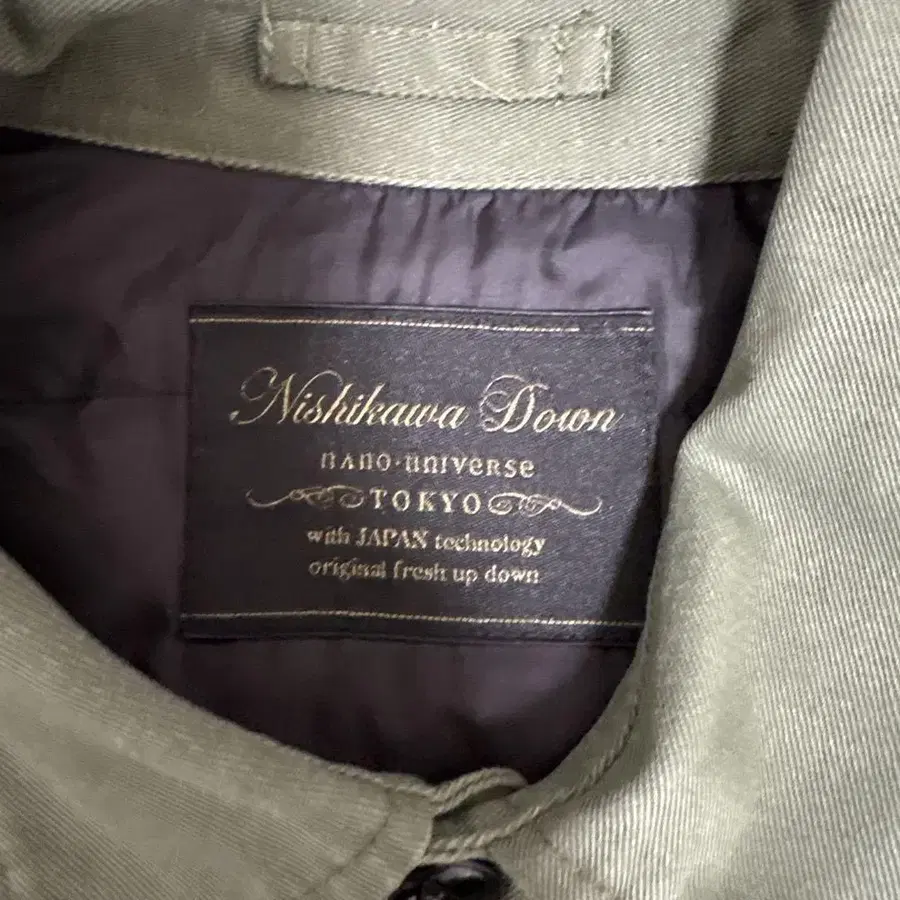 Nishikawa Down
nano·universe
TOKYO
with JAPAN technology
original fresh up down